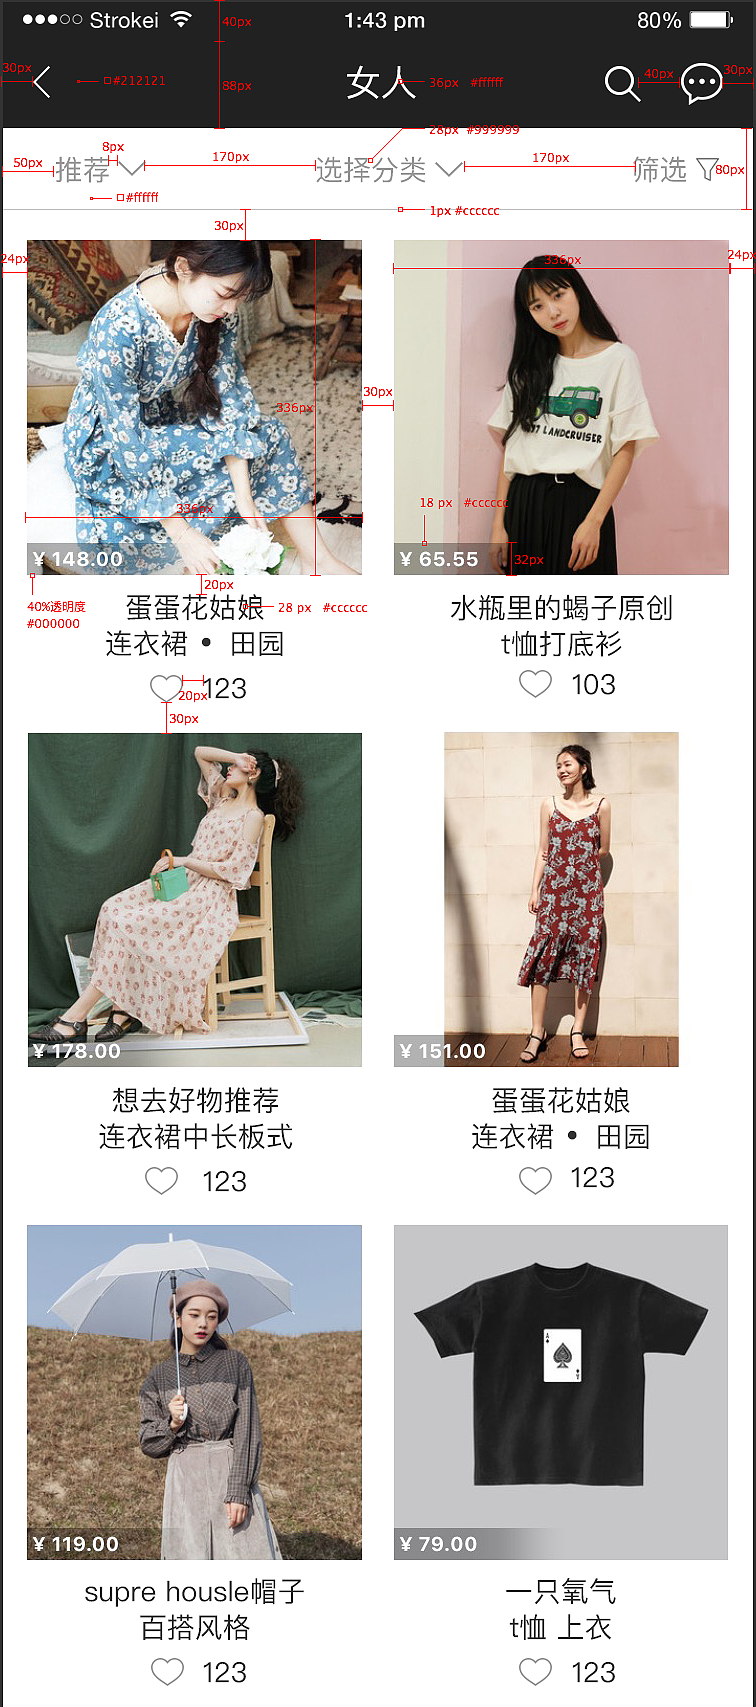 Strokei 1:43 pm 80%
40px
30px #212121 88px 女人 36px #ffffff 40px 30px
28px #999999
8px
50px 推荐 170px 选择分类 170px 筛选 80px
#ffffff
1px #cccccc
30px
24px 336px 24px
30px
336px
7 LANDCRUISER
336px
18 px #cccccc
¥ 148.00
¥ 65.55
32px
20px
40%透明度
#000000
28 px #cccccc
蛋蛋花姑娘
连衣裙 • 田园
123
20px
30px
水瓶里的蝎子原创
t恤打底衫
103
¥ 178.00
¥ 151.00
想去好物推荐
连衣裙中长板式
123
蛋蛋花姑娘
连衣裙 • 田园
123
A
A
¥ 119.00
¥ 79.00
supre housle帽子
百搭风格
123
一只氧气
t恤 上衣
123